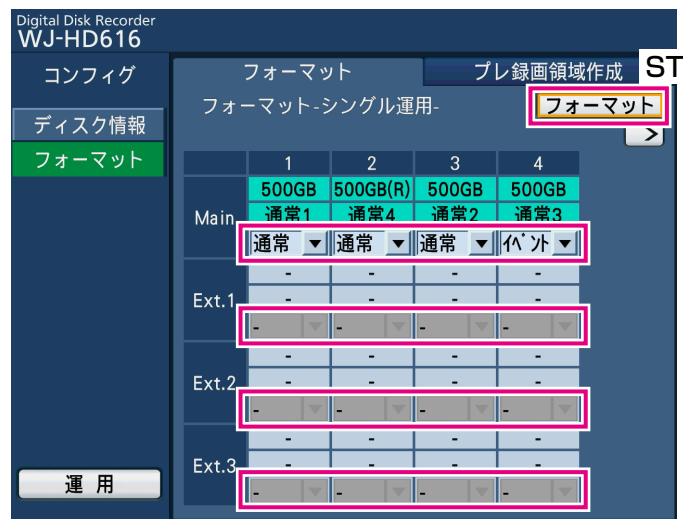 Digital Disk Recorder
WJ-HD616
コンフィグ
フォーマット プレ録画領域作成 ST
フォーマット-シングル運用- フォーマット
ディスク情報
>
フォーマット
1 2 3 4
500GB 500GB(R) 500GB 500GB
Main 通常1 通常4 通常2 通常3
通常 ▼ 通常 ▼ 通常 ▼ イベント ▼
- - - -
Ext.1 - - - -
- ▼ - ▼ - ▼ - ▼
- - - -
Ext.2 - - - -
- ▼ - ▼ - ▼ - ▼
- - - -
Ext.3 - - - -
- ▼ - ▼ - ▼ - ▼
運用